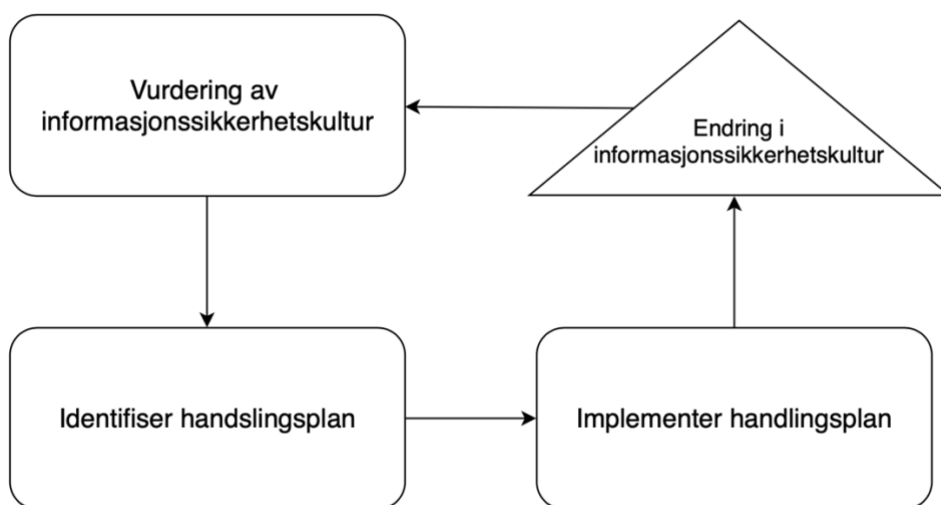 Vurdering av
informasjonssikkerhetskultur
Endring i
informasjonssikkerhetskultur
Identifiser handslingsplan
Implementer handlingsplan